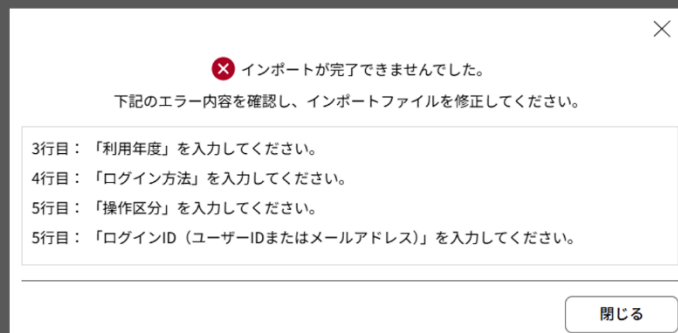 インポートが完了できませんでした。
下記のエラー内容を確認し、インポートファイルを修正してください。
3行目：「利用年度」を入力してください。
4行目：「ログイン方法」を入力してください。
5行目：「操作区分」を入力してください。
5行目：「ログインID（ユーザーIDまたはメールアドレス）」を入力してください。
閉じる